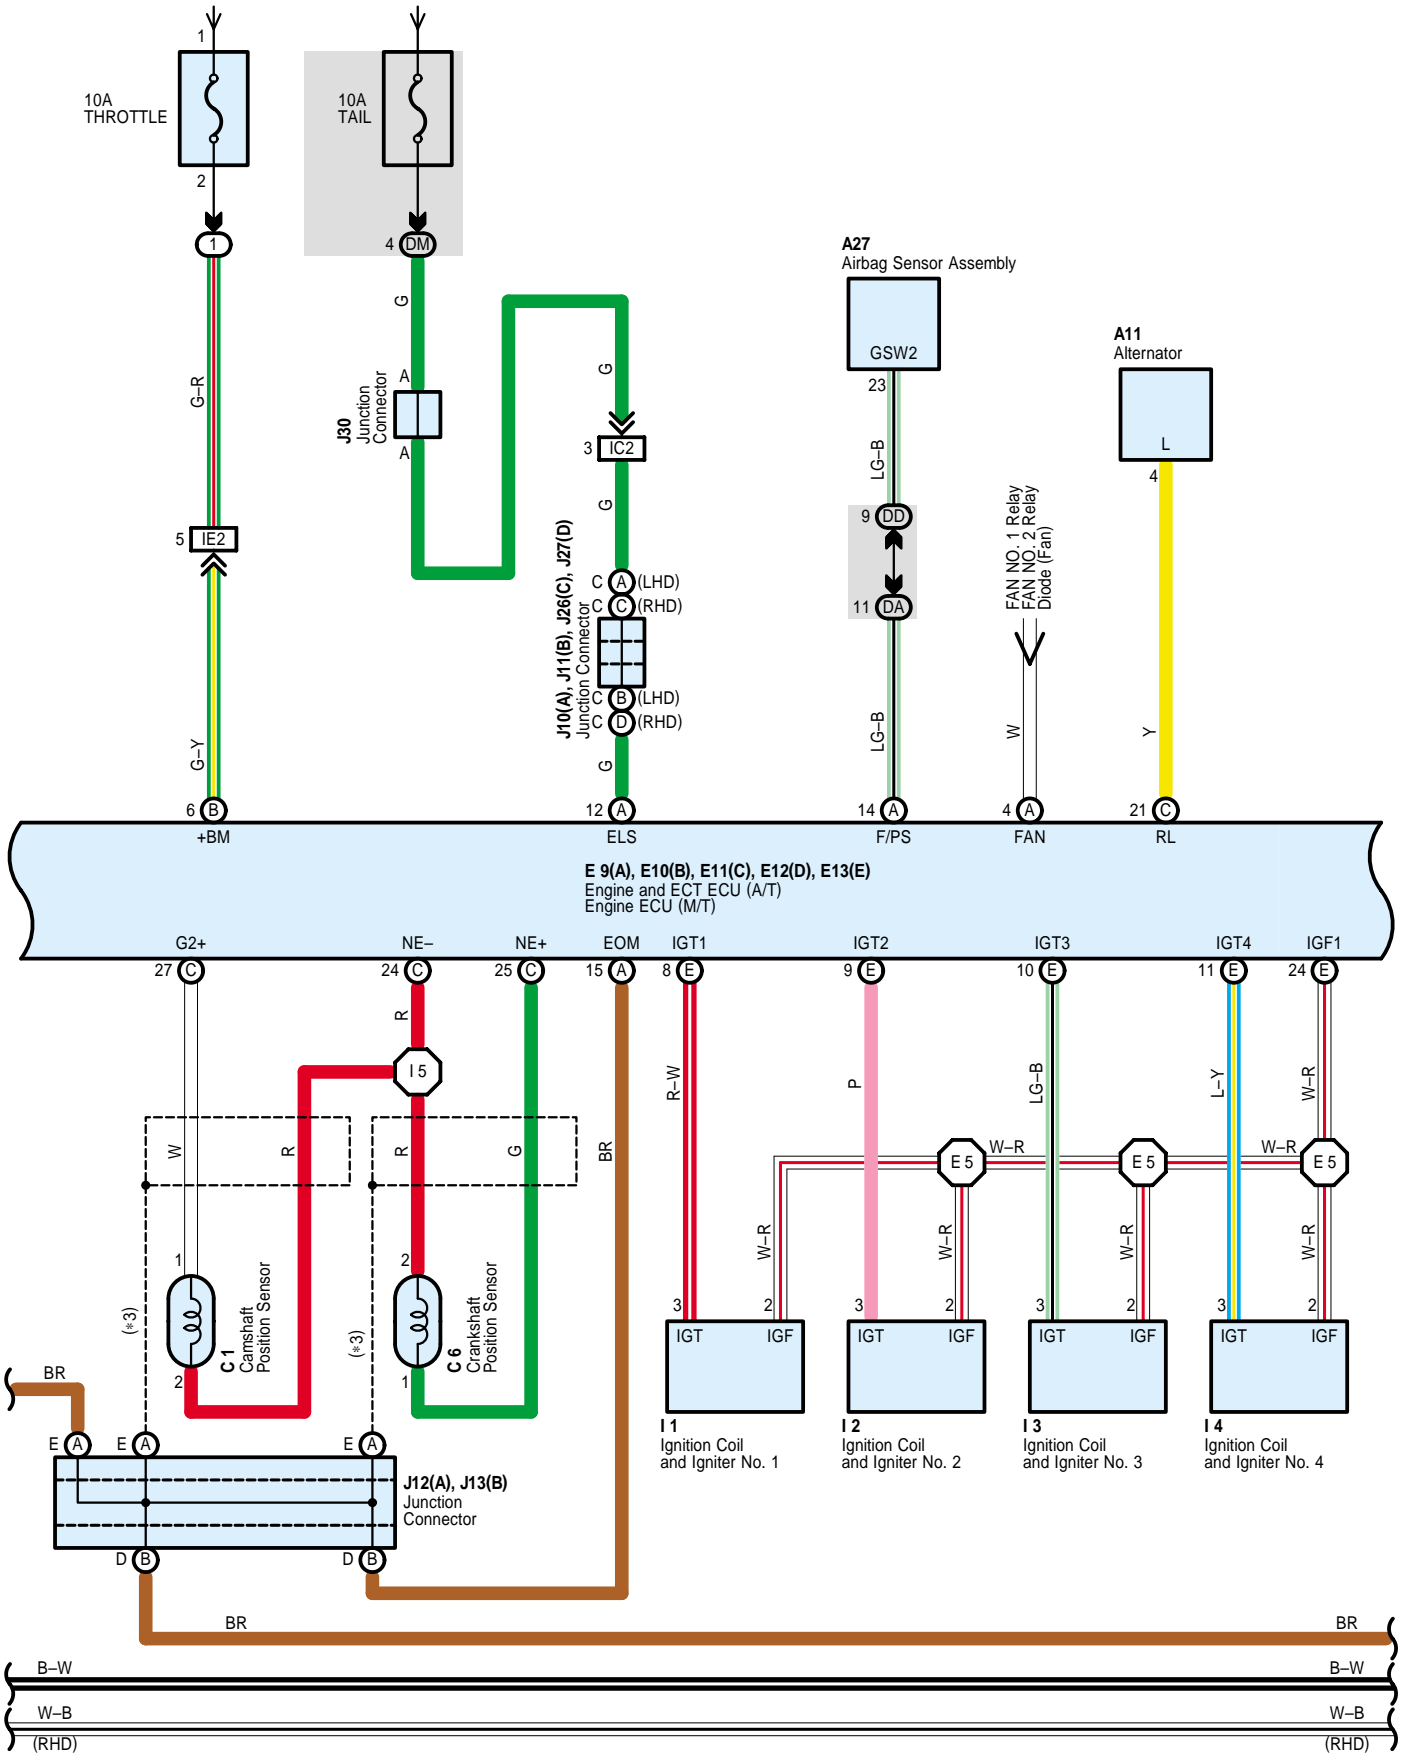 1
10A
THROTTLE
2
1
G–R
5 IE2
G–Y
6 B
10A
TAIL
4 DM
G
A
J30
Junction
Connector
A
G
3 IC2
G
C A (LHD)
C C (RHD)
J10(A), J11(B), J26(C), J27(D)
Junction Connector
C B (LHD)
C D (RHD)
G
12 A
A27
Airbag Sensor Assembly
GSW2
23
LG–B
9 DD
11 DA
LG–B
14 A
FAN NO. 1 Relay
FAN NO. 2 Relay
Diode (Fan)
W
4 A
A11
Alternator
L
4
Y
21 C
+BM
ELS
F/PS
FAN
RL
E 9(A), E10(B), E11(C), E12(D), E13(E)
Engine and ECT ECU (A/T)
Engine ECU (M/T)
G2+
NE–
NE+
EOM
IGT1
IGT2
IGT3
IGT4
IGF1
27 C
24 C
25 C
15 A
8 E
9 E
10 E
11 E
24 E
R
I 5
W
R
R
G
BR
R–W
P
LG–B
L–Y
W–R
E 5
W–R
E 5
W–R
E 5
W–R
W–R
W–R
W–R
1
C 1
Camshaft
Position Sensor
2
2
C 6
Crankshaft
Position Sensor
1
(*3)
(*3)
3
2
IGT
IGF
I 1
Ignition Coil
and Igniter No. 1
3
2
IGT
IGF
I 2
Ignition Coil
and Igniter No. 2
3
2
IGT
IGF
I 3
Ignition Coil
and Igniter No. 3
3
2
IGT
IGF
I 4
Ignition Coil
and Igniter No. 4
BR
E A
E A
E A
J12(A), J13(B)
Junction
Connector
D B
D B
BR
BR
B–W
B–W
W–B
W–B
(RHD)
(RHD)